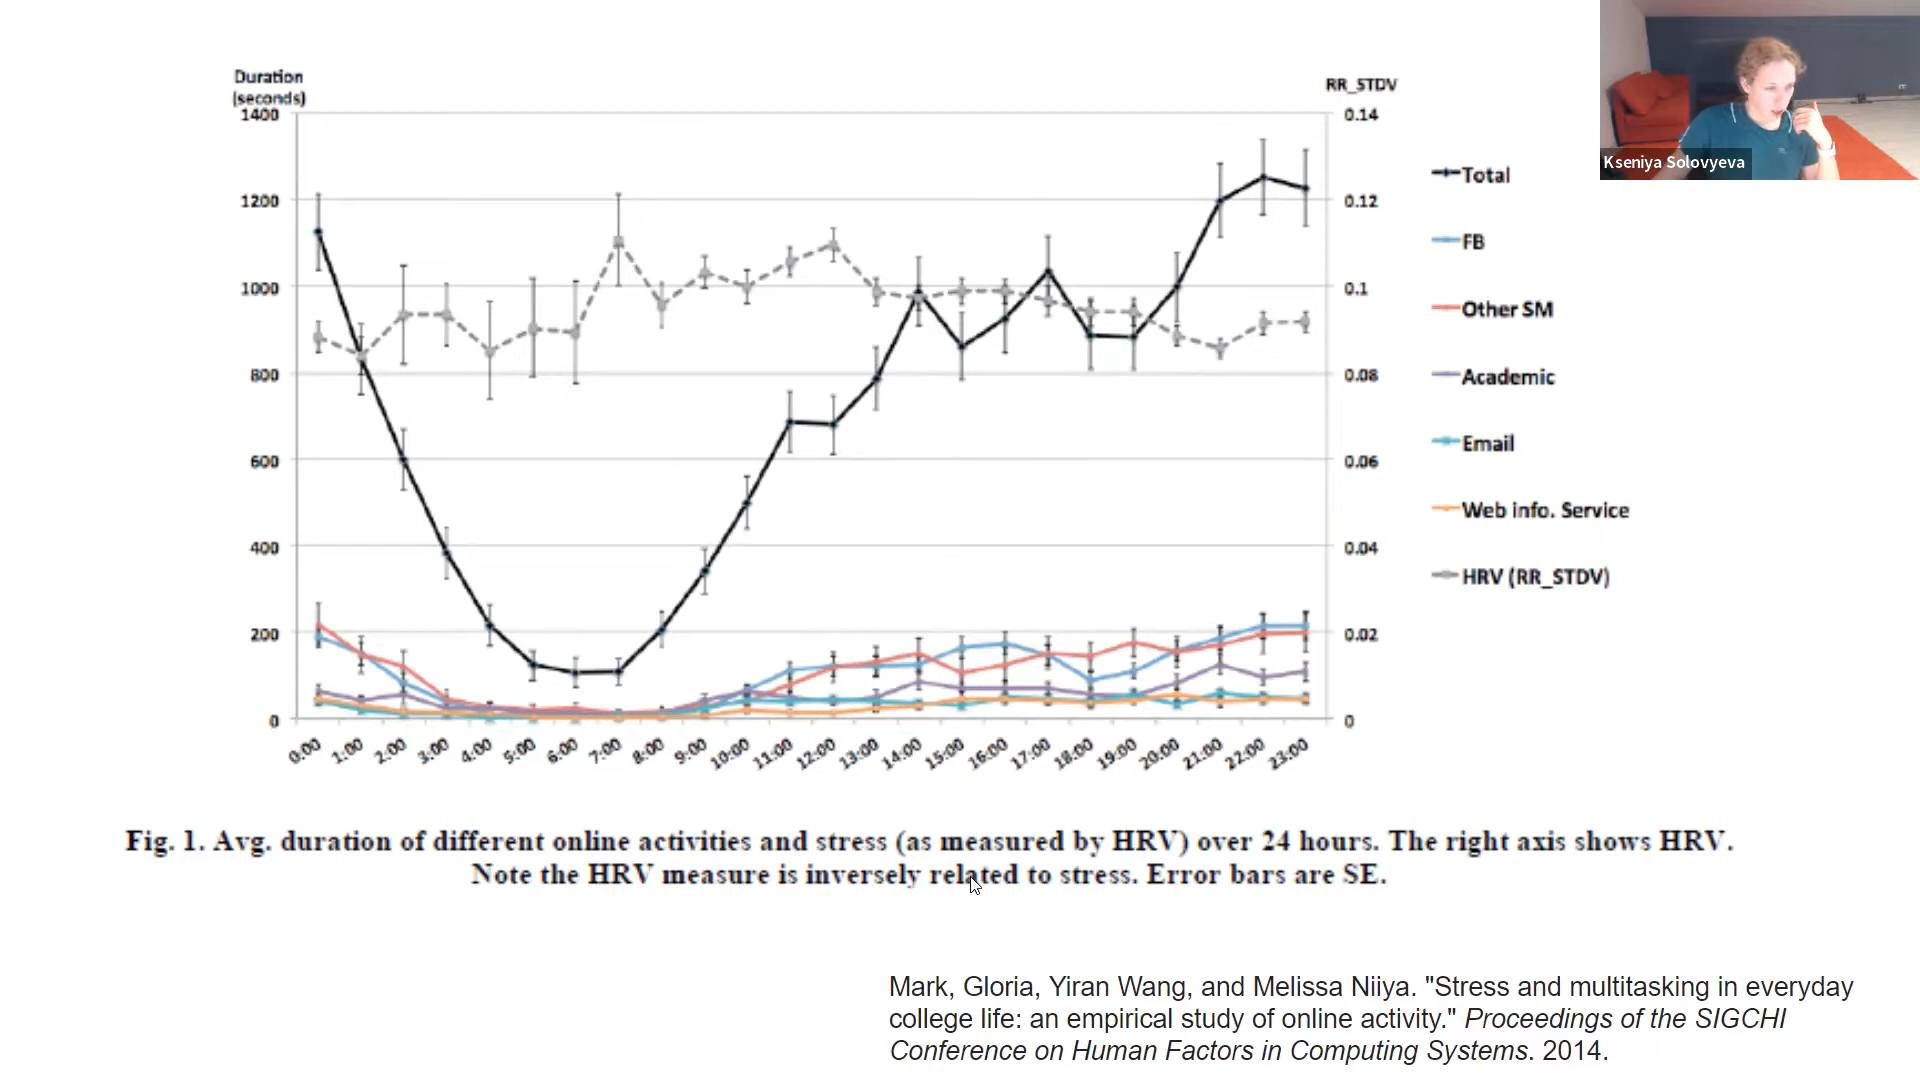 Duration
(seconds)
RR_STDV
1400
1200
1000
800
600
400
200
0
0.14
0.12
0.1
0.08
0.06
0.04
0.02
0
0:00
1:00
2:00
3:00
4:00
5:00
6:00
7:00
8:00
9:00
10:00
11:00
12:00
13:00
14:00
15:00
16:00
17:00
18:00
19:00
20:00
21:00
22:00
23:00
Total
FB
Other SM
Academic
Email
Web info. Service
HRV (RR_STDV)
Kseniya Solovyeva
Fig. 1. Avg. duration of different online activities and stress (as measured by HRV) over 24 hours. The right axis shows HRV.
Note the HRV measure is inversely related to stress. Error bars are SE.
Mark, Gloria, Yiran Wang, and Melissa Niiya. "Stress and multitasking in everyday
college life: an empirical study of online activity." Proceedings of the SIGCHI
Conference on Human Factors in Computing Systems. 2014.